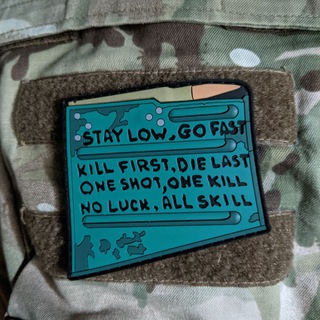 STAY LOW, GO FAST
KILL FIRST, DIE LAST
ONE SHOT, ONE KILL
NO LUCK, ALL SKILL